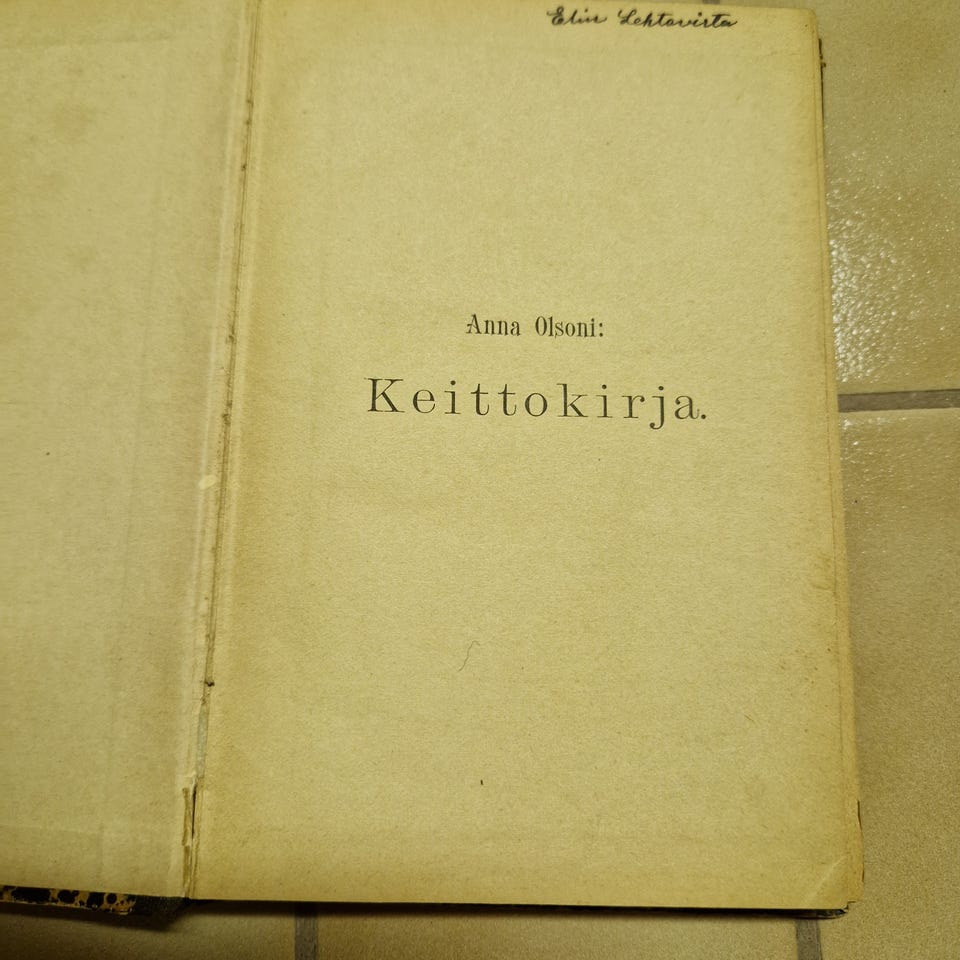 Elin Lehtovirta
Anna Olsoni:
Keittokirja.